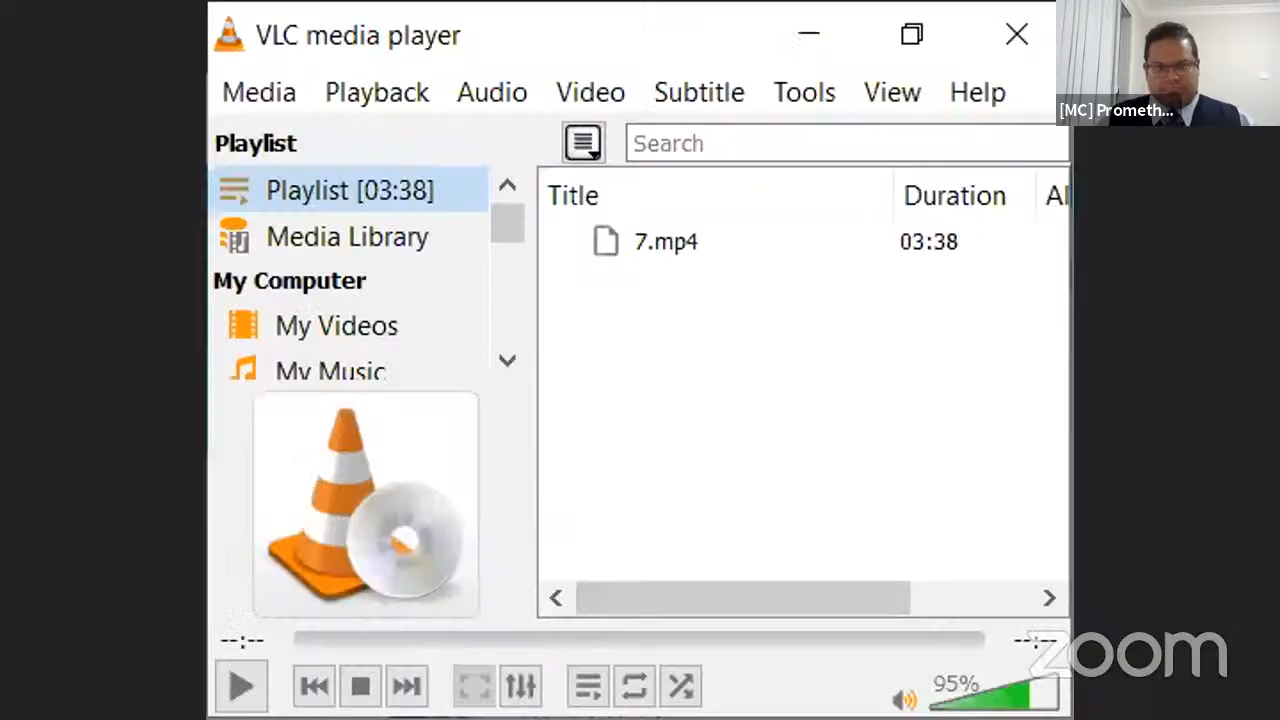 VLC media player
Media Playback Audio Video Subtitle Tools View Help
[MC] Prometh...
Playlist
Search
Playlist [03:38]
Media Library
My Computer
My Videos
My Music
Title Duration Al
7.mp4 03:38
--:--
--:--
zoom
95%